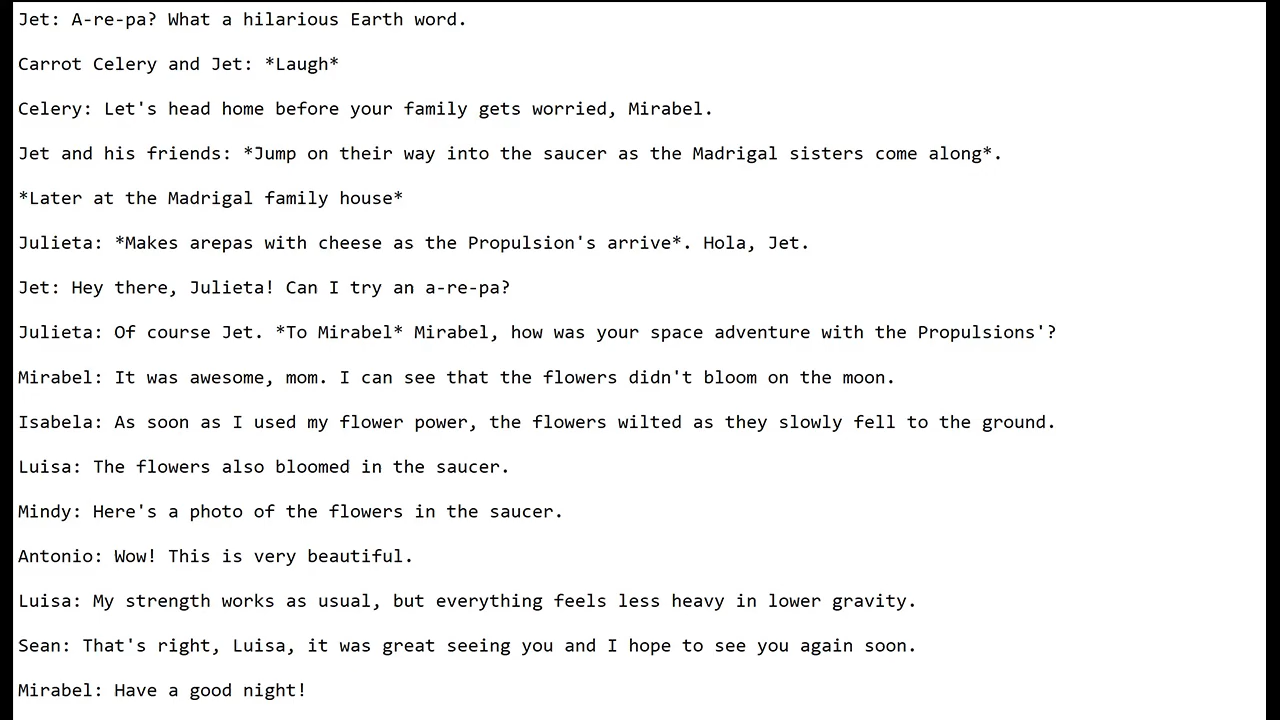 Jet: A-re-pa? What a hilarious Earth word.
Carrot Celery and Jet: *Laugh*
Celery: Let's head home before your family gets worried, Mirabel.
Jet and his friends: *Jump on their way into the saucer as the Madrigal sisters come along*.
*Later at the Madrigal family house*
Julieta: *Makes arepas with cheese as the Propulsion's arrive*. Hola, Jet.
Jet: Hey there, Julieta! Can I try an a-re-pa?
Julieta: Of course Jet. *To Mirabel* Mirabel, how was your space adventure with the Propulsions'?
Mirabel: It was awesome, mom. I can see that the flowers didn't bloom on the moon.
Isabela: As soon as I used my flower power, the flowers wilted as they slowly fell to the ground.
Luisa: The flowers also bloomed in the saucer.
Mindy: Here's a photo of the flowers in the saucer.
Antonio: Wow! This is very beautiful.
Luisa: My strength works as usual, but everything feels less heavy in lower gravity.
Sean: That's right, Luisa, it was great seeing you and I hope to see you again soon.
Mirabel: Have a good night!